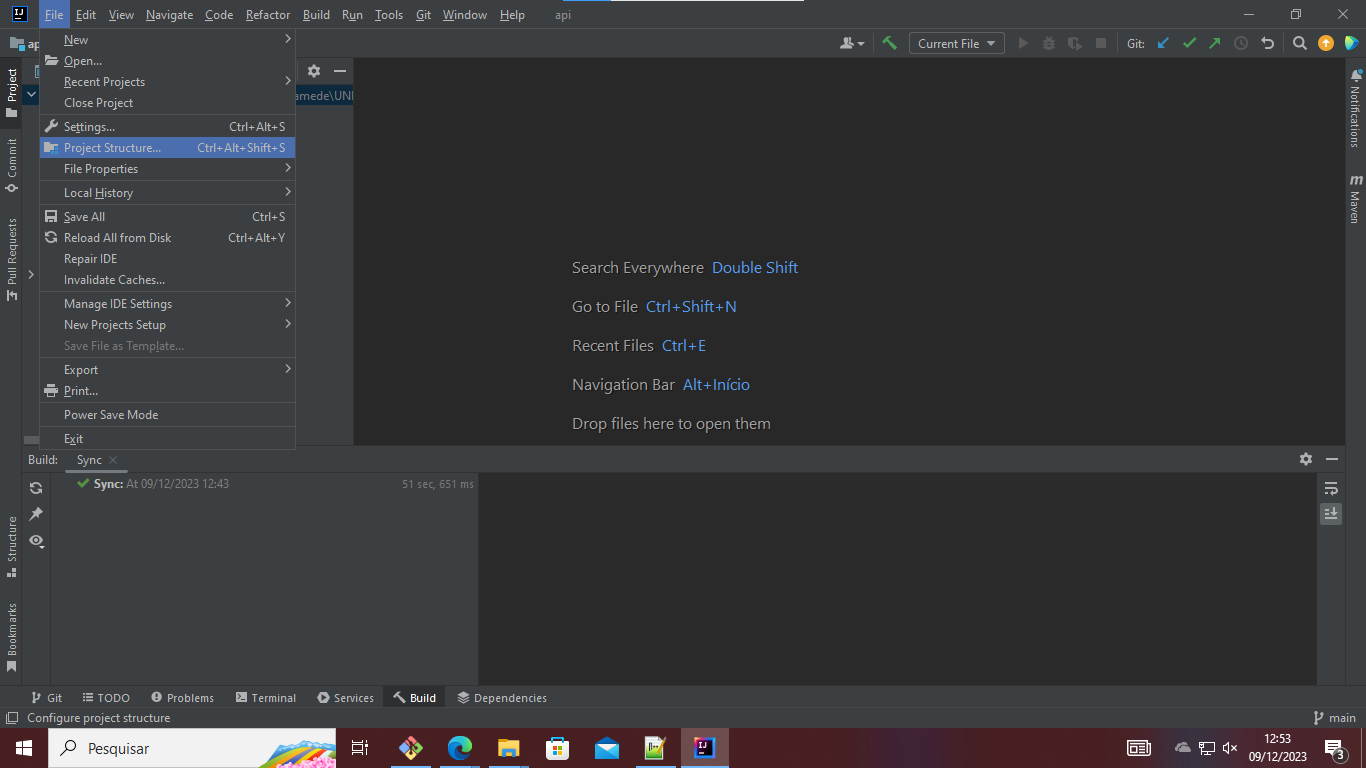 IJ File Edit View Navigate Code Refactor Build Run Tools Git Window Help api
Current File Git:
New
Open...
Recent Projects
Close Project
Settings... Ctrl+Alt+S
Project Structure... Ctrl+Alt+Shift+S
File Properties
Local History
Save All Ctrl+S
Reload All from Disk Ctrl+Alt+Y
Repair IDE
Invalidate Caches...
Manage IDE Settings
New Projects Setup
Save File as Template...
Export
Print...
Power Save Mode
Exit
Project
Commit
Pull Requests
Structure
Bookmarks
Search Everywhere Double Shift
Go to File Ctrl+Shift+N
Recent Files Ctrl+E
Navigation Bar Alt+Início
Drop files here to open them
Notifications
m Maven
Build: Sync
Sync: At 09/12/2023 12:43 51 sec, 651 ms
Git TODO Problems Terminal Services Build Dependencies
Configure project structure main
Pesquisar
IJ
12:53
09/12/2023
3